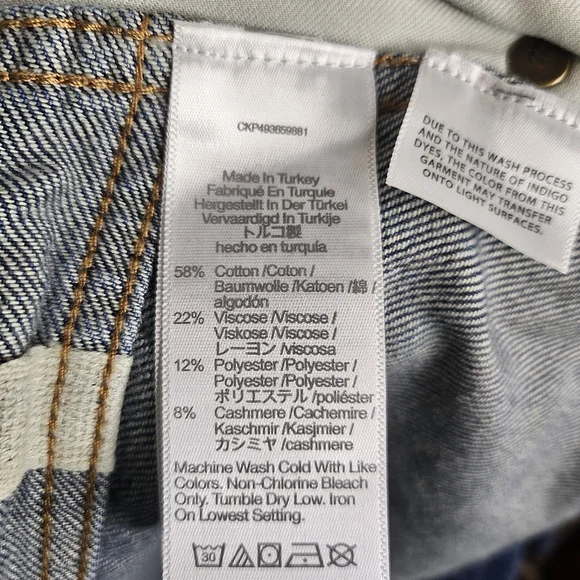 CKP493659881
Made In Turkey
Fabriqué En Turquie
Hergestellt In Der Türkei
Vervaardigd In Turkije
トルコ製
hecho en turquía
58% Cotton /Coton /
Baumwolle /Katoen /綿 /
algodón
22% Viscose /Viscose /
Viskose /Viscose /
レーヨン /viscosa
12% Polyester /Polyester /
Polyester /Polyester /
ポリエステル /poliéster
8% Cashmere /Cachemire /
Kaschmir /Kasjmier /
カシミヤ /cashmere
Machine Wash Cold With Like
Colors. Non-Chlorine Bleach
Only. Tumble Dry Low. Iron
On Lowest Setting.
30
DUE TO THIS WASH PROCESS
AND THE NATURE OF INDIGO
DYES, THE COLOR FROM THIS
GARMENT MAY TRANSFER
ONTO LIGHT SURFACES.